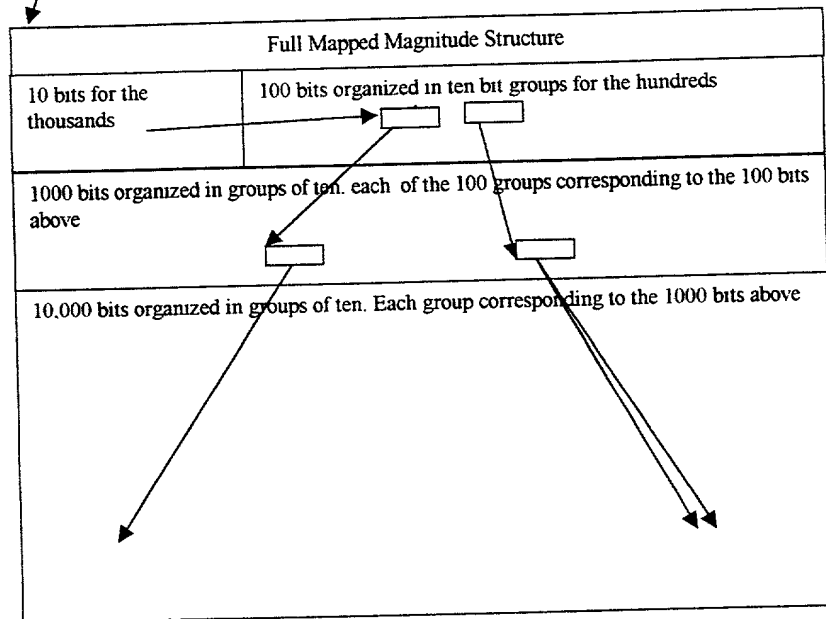 Full Mapped Magnitude Structure
10 bits for the
thousands
100 bits organized in ten bit groups for the hundreds
1000 bits organized in groups of ten. each of the 100 groups corresponding to the 100 bits
above
10.000 bits organized in groups of ten. Each group corresponding to the 1000 bits above